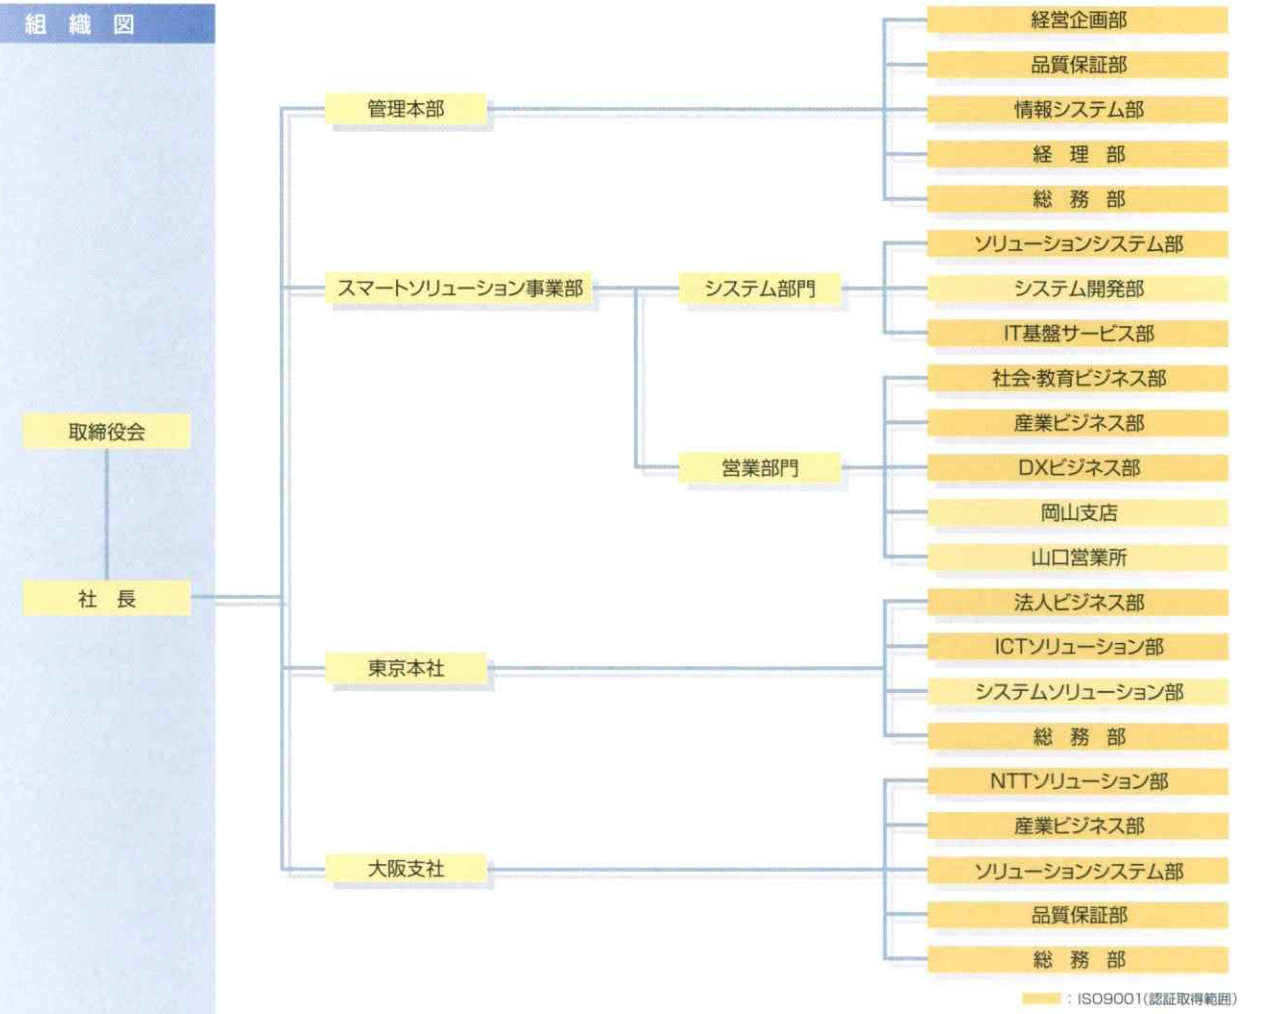 組織図
取締役会
社長
管理本部
経営企画部
品質保証部
情報システム部
経理部
総務部
スマートソリューション事業部
システム部門
ソリューションシステム部
システム開発部
IT基盤サービス部
営業部門
社会・教育ビジネス部
産業ビジネス部
DXビジネス部
岡山支店
山口営業所
東京本社
法人ビジネス部
ICTソリューション部
システムソリューション部
総務部
大阪支社
NTTソリューション部
産業ビジネス部
ソリューションシステム部
品質保証部
総務部
：ISO9001(認証取得範囲)